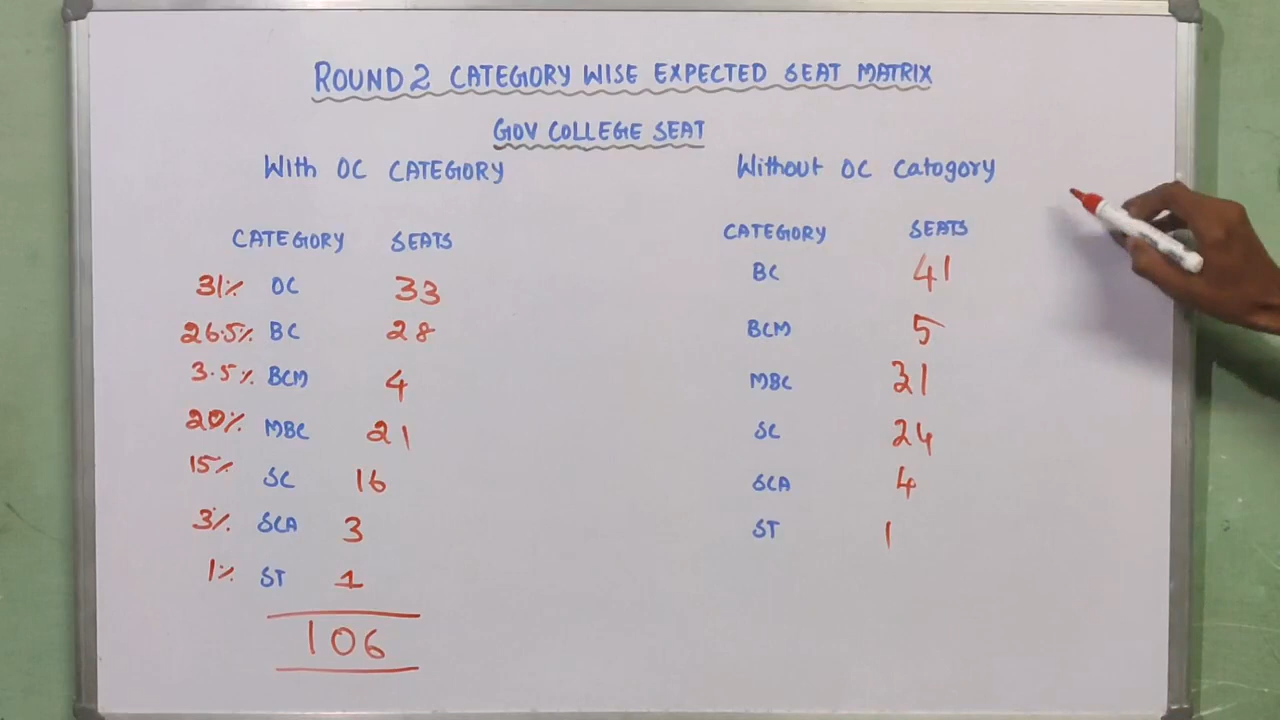 ROUND 2 CATEGORY WISE EXPECTED SEAT MATRIX
GOV COLLEGE SEAT
With OC CATEGORY
CATEGORY SEATS
31% OC 33
26.5% BC 28
3.5% BCM 4
20% MBC 21
15% SC 16
3% SCA 3
1% ST 1
106
Without OC Catogory
CATEGORY SEATS
BC 41
BCM 5
MBC 31
SC 24
SCA 4
ST 1